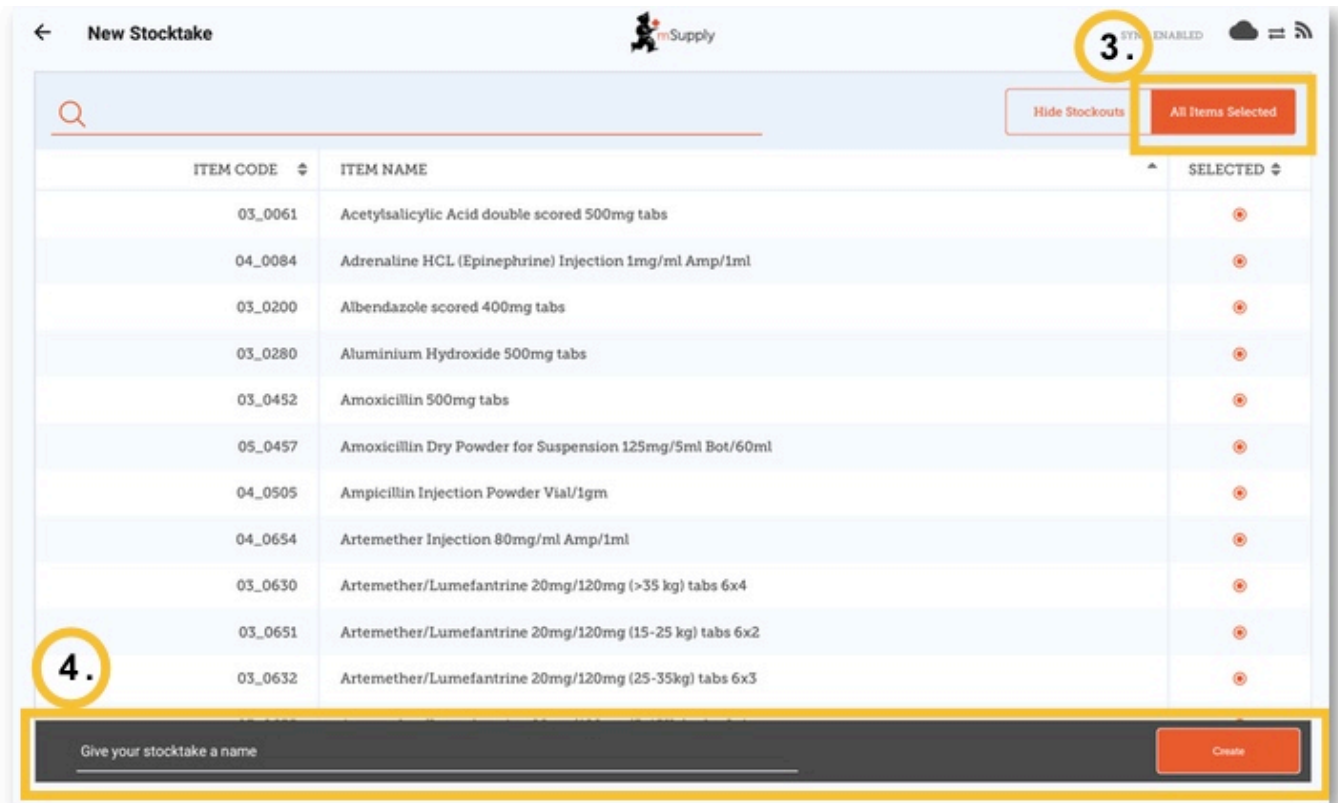 New Stocktake
mSupply
ENABLED
3.
Hide Stockouts
All Items Selected
ITEM CODE ITEM NAME SELECTED
03_0061 Acetylsalicylic Acid double scored 500mg tabs
04_0084 Adrenaline HCL (Epinephrine) Injection 1mg/ml Amp/1ml
03_0200 Albendazole scored 400mg tabs
03_0280 Aluminium Hydroxide 500mg tabs
03_0452 Amoxicillin 500mg tabs
05_0457 Amoxicillin Dry Powder for Suspension 125mg/5ml Bot/60ml
04_0505 Ampicillin Injection Powder Vial/1gm
04_0654 Artemether Injection 80mg/ml Amp/1ml
03_0630 Artemether/Lumefantrine 20mg/120mg (>35 kg) tabs 6x4
03_0651 Artemether/Lumefantrine 20mg/120mg (15-25 kg) tabs 6x2
4.
03_0632 Artemether/Lumefantrine 20mg/120mg (25-35kg) tabs 6x3
Give your stocktake a name
Create